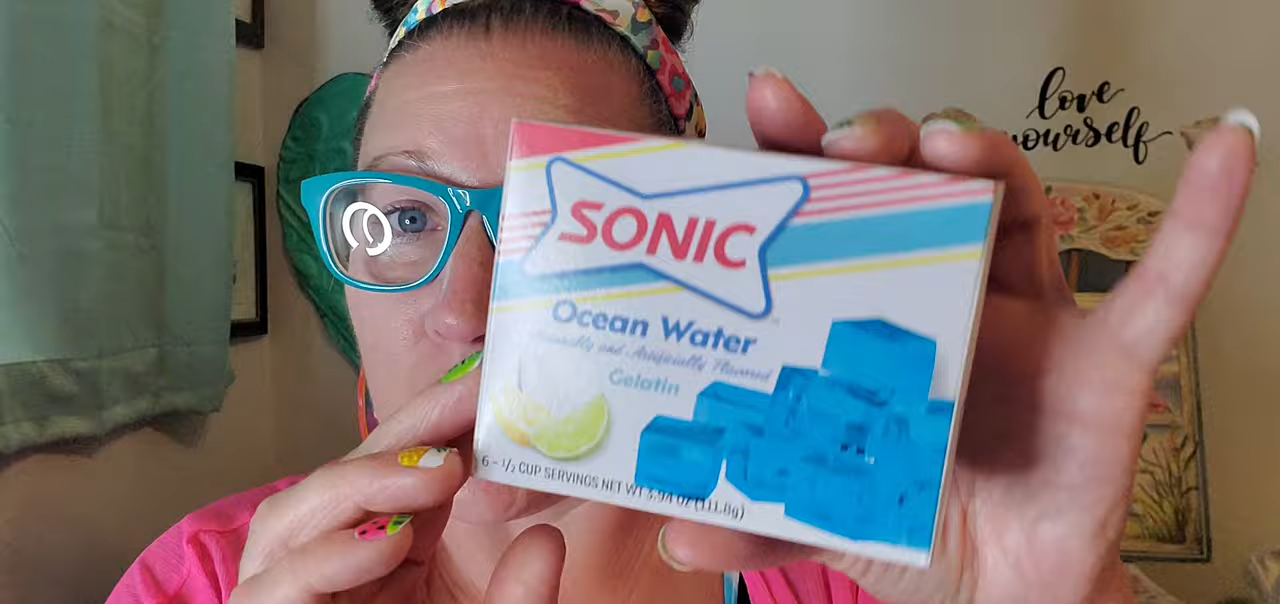 love
yourself
SONIC
Ocean Water
Naturally and Artificially Flavored
Gelatin
6 – 1/2 CUP SERVINGS NET WT 3.94 OZ (111.8g)